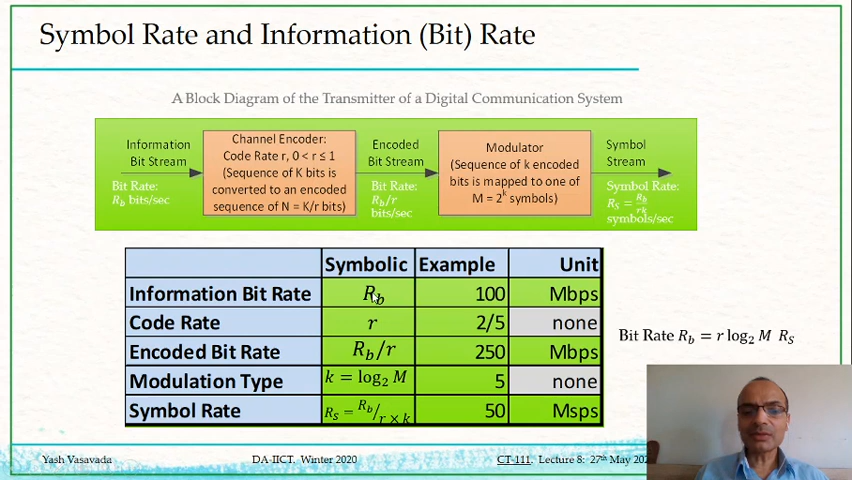 Symbol Rate and Information (Bit) Rate
A Block Diagram of the Transmitter of a Digital Communication System
Information
Bit Stream
Bit Rate:
R_b bits/sec
Channel Encoder:
Code Rate r, 0 < r ≤ 1
(Sequence of K bits is
converted to an encoded
sequence of N = K/r bits)
Encoded
Bit Stream
Bit Rate:
R_b/r
bits/sec
Modulator
(Sequence of k encoded
bits is mapped to one of
M = 2^k symbols)
Symbol
Stream
Symbol Rate:
R_S = R_b/rk
symbols/sec
Symbolic Example Unit
Information Bit Rate R_b 100 Mbps
Code Rate r 2/5 none
Encoded Bit Rate R_b/r 250 Mbps
Modulation Type k = log_2 M 5 none
Symbol Rate R_S = R_b/r × k 50 Msps
Bit Rate R_b = r log_2 M R_S
Yash Vasavada DA-IICT. Winter 2020 CT-111. Lecture 8: 27th May